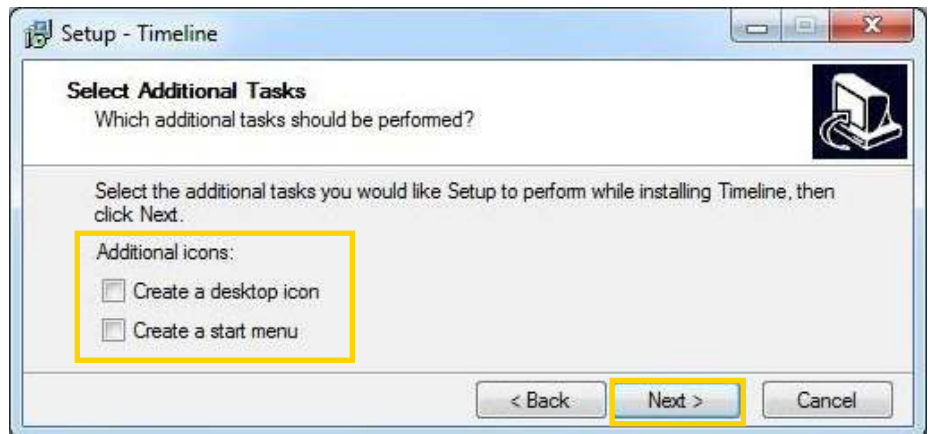 Setup - Timeline
Select Additional Tasks
Which additional tasks should be performed?
Select the additional tasks you would like Setup to perform while installing Timeline, then
click Next.
Additional icons:
Create a desktop icon
Create a start menu
< Back
Next >
Cancel